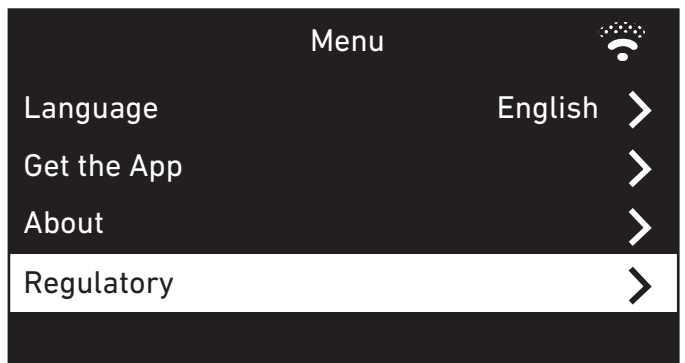 Menu
Language English
Get the App
About
Regulatory